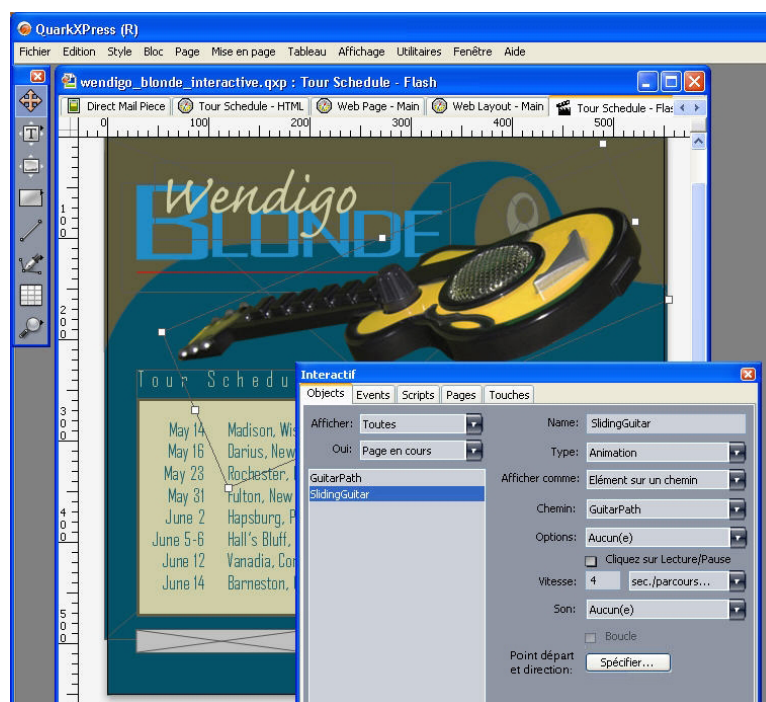 QuarkXPress (R)
Fichier Edition Style Bloc Page Mise en page Tableau Affichage Utilitaires Fenêtre Aide
wendigo_blonde_interactive.qxp : Tour Schedule - Flash
Direct Mail Piece Tour Schedule - HTML Web Page - Main Web Layout - Main Tour Schedule - Flas
0 100 200 300 400 500
100
200
300
400
500
Wendigo
BLONDE
Tour Schedu
May 14 Madison, Wis
May 16 Darius, New
May 23 Rochester,
May 31 Fulton, New
June 2 Hapsburg, P
June 5-6 Hall's Bluff,
June 12 Vanadia, Cor
June 14 Barneston,
Interactif
Objects Events Scripts Pages Touches
Afficher: Toutes
Oui: Page en cours
GuitarPath
SlidingGuitar
Name: SlidingGuitar
Type: Animation
Afficher comme: Elément sur un chemin
Chemin: GuitarPath
Options: Aucun(e)
Cliquez sur Lecture/Pause
Vitesse: 4 sec./parcours...
Son: Aucun(e)
Boucle
Point départ
et direction: Spécifier...